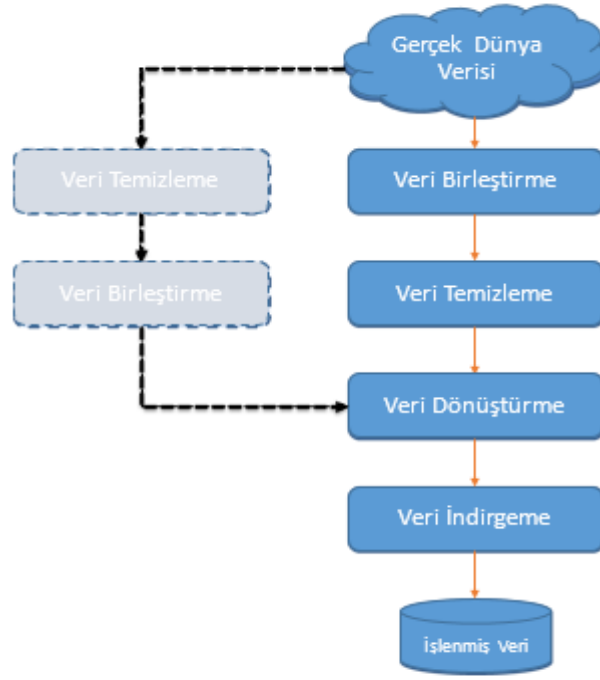 Gerçek Dünya
Verisi
Veri Temizleme
Veri Birleştirme
Veri Birleştirme
Veri Temizleme
Veri Dönüştürme
Veri İndirgeme
İşlenmiş Veri